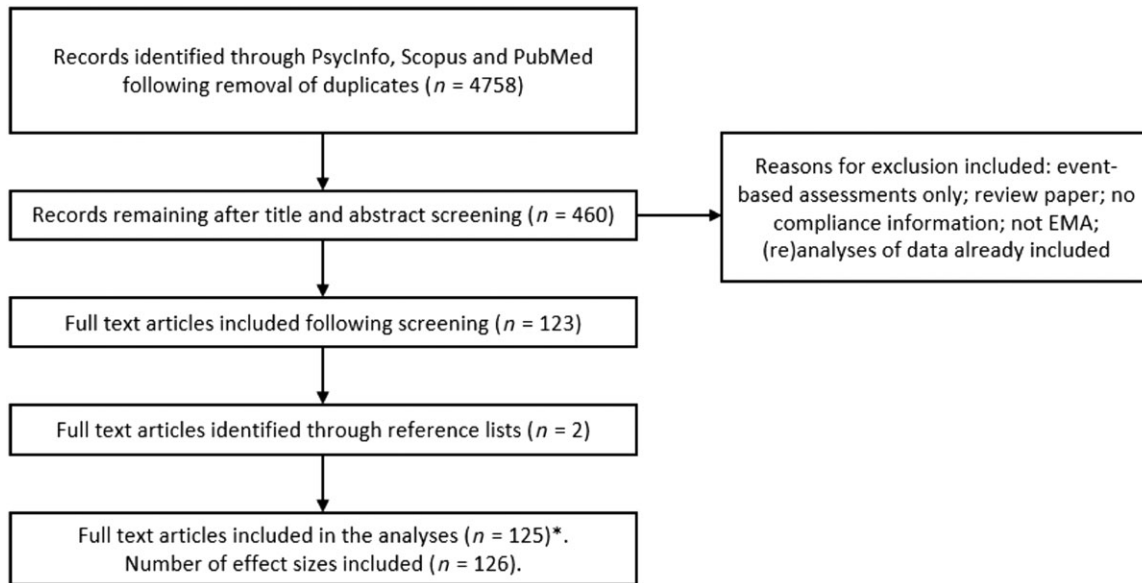 Records identified through PsycInfo, Scopus and PubMed
following removal of duplicates (n = 4758)
Records remaining after title and abstract screening (n = 460)
Reasons for exclusion included: event-
based assessments only; review paper; no
compliance information; not EMA;
(re)analyses of data already included
Full text articles included following screening (n = 123)
Full text articles identified through reference lists (n = 2)
Full text articles included in the analyses (n = 125)*.
Number of effect sizes included (n = 126).